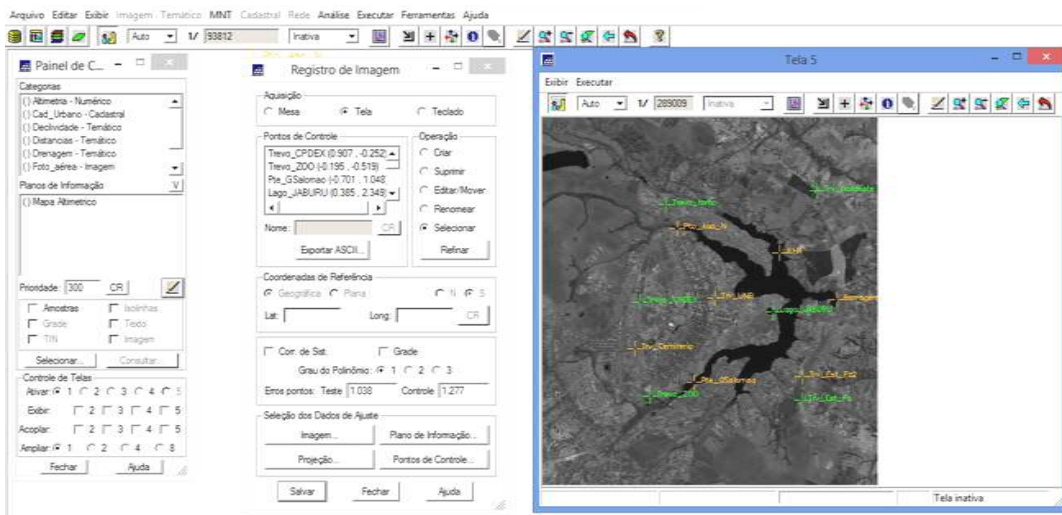 Arquivo Editar Exibir Imagem Temático MNT Cadastral Rede Análise Executar Ferramentas Ajuda
Auto 1/ 93812 Inativa
Painel de C...
Categorias
() Altimetria - Numérico
() Cad_Urbano - Cadastral
() Declividade - Temático
() Distancias - Temático
() Drenagem - Temático
() Foto_aérea - Imagem
Planos de Informação V
() Mapa Altimetrico
Prioridade: 300 CR
Amostras Isolinhas
Grade Texto
TIN Imagem
Selecionar... Consultar...
Controle de Telas
Ativar: 1 2 3 4 5
Exibir: 2 3 4 5
Acoplar: 2 3 4 5
Ampliar: 1 2 4 8
Fechar Ajuda
Registro de Imagem
Aquisição
Mesa Tela Teclado
Pontos de Controle
Trevo_CPDEX (0.907 , -0.252)
Trevo_ZOO (-0.195 , -0.519)
Pte_GSalomao (-0.701 , 1.048
Lago_JABURU (0.385 , 2.349)
Nome: CR
Exportar ASCII...
Operação
Criar
Suprimir
Editar/Mover
Renomear
Selecionar
Refinar
Coordenadas de Referência
Geográfica Plana N S
Lat: Long: CR
Corr. de Sist. Grade
Grau do Polinômio: 1 2 3
Erros pontos: Teste 1.038 Controle 1.277
Seleção dos Dados de Ajuste
Imagem... Plano de Informação...
Projeção... Pontos de Controle...
Salvar Fechar Ajuda
Tela 5
Exibir Executar
Auto 1/ 289009 Inativa
Trevo_CPDEX
Trv_UNB
Lago_JABURU
Trv_Cemiterio
Pte_GSalomao
Trevo_ZOO
Tela inativa